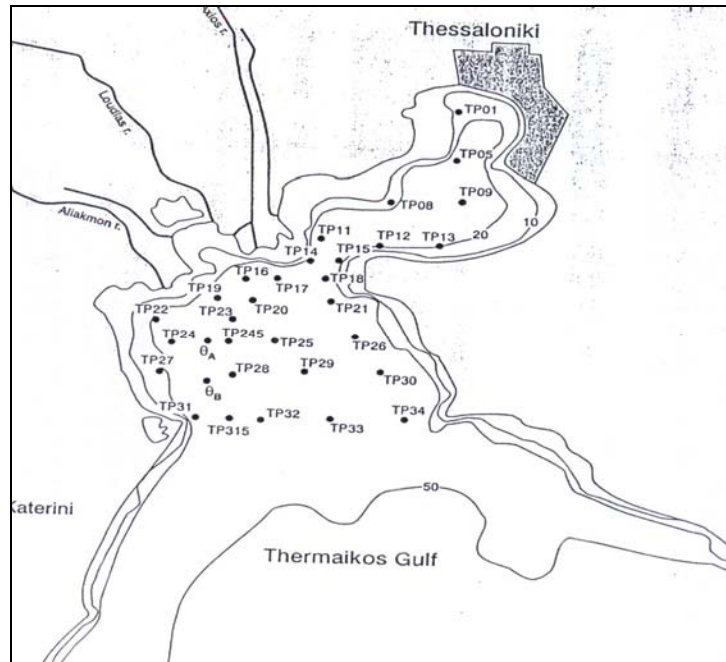 Thessaloniki
Axios r.
Loudias r.
Aliakmon r.
TP01
TP05
TP08
TP09
10
20
TP11
TP12
TP13
TP14
TP15
TP16
TP17
TP18
TP19
TP20
TP21
TP22
TP23
TP24
TP245
TP25
TP26
θA
TP27
TP28
TP29
TP30
θB
TP31
TP315
TP32
TP33
TP34
50
Katerini
Thermaikos Gulf